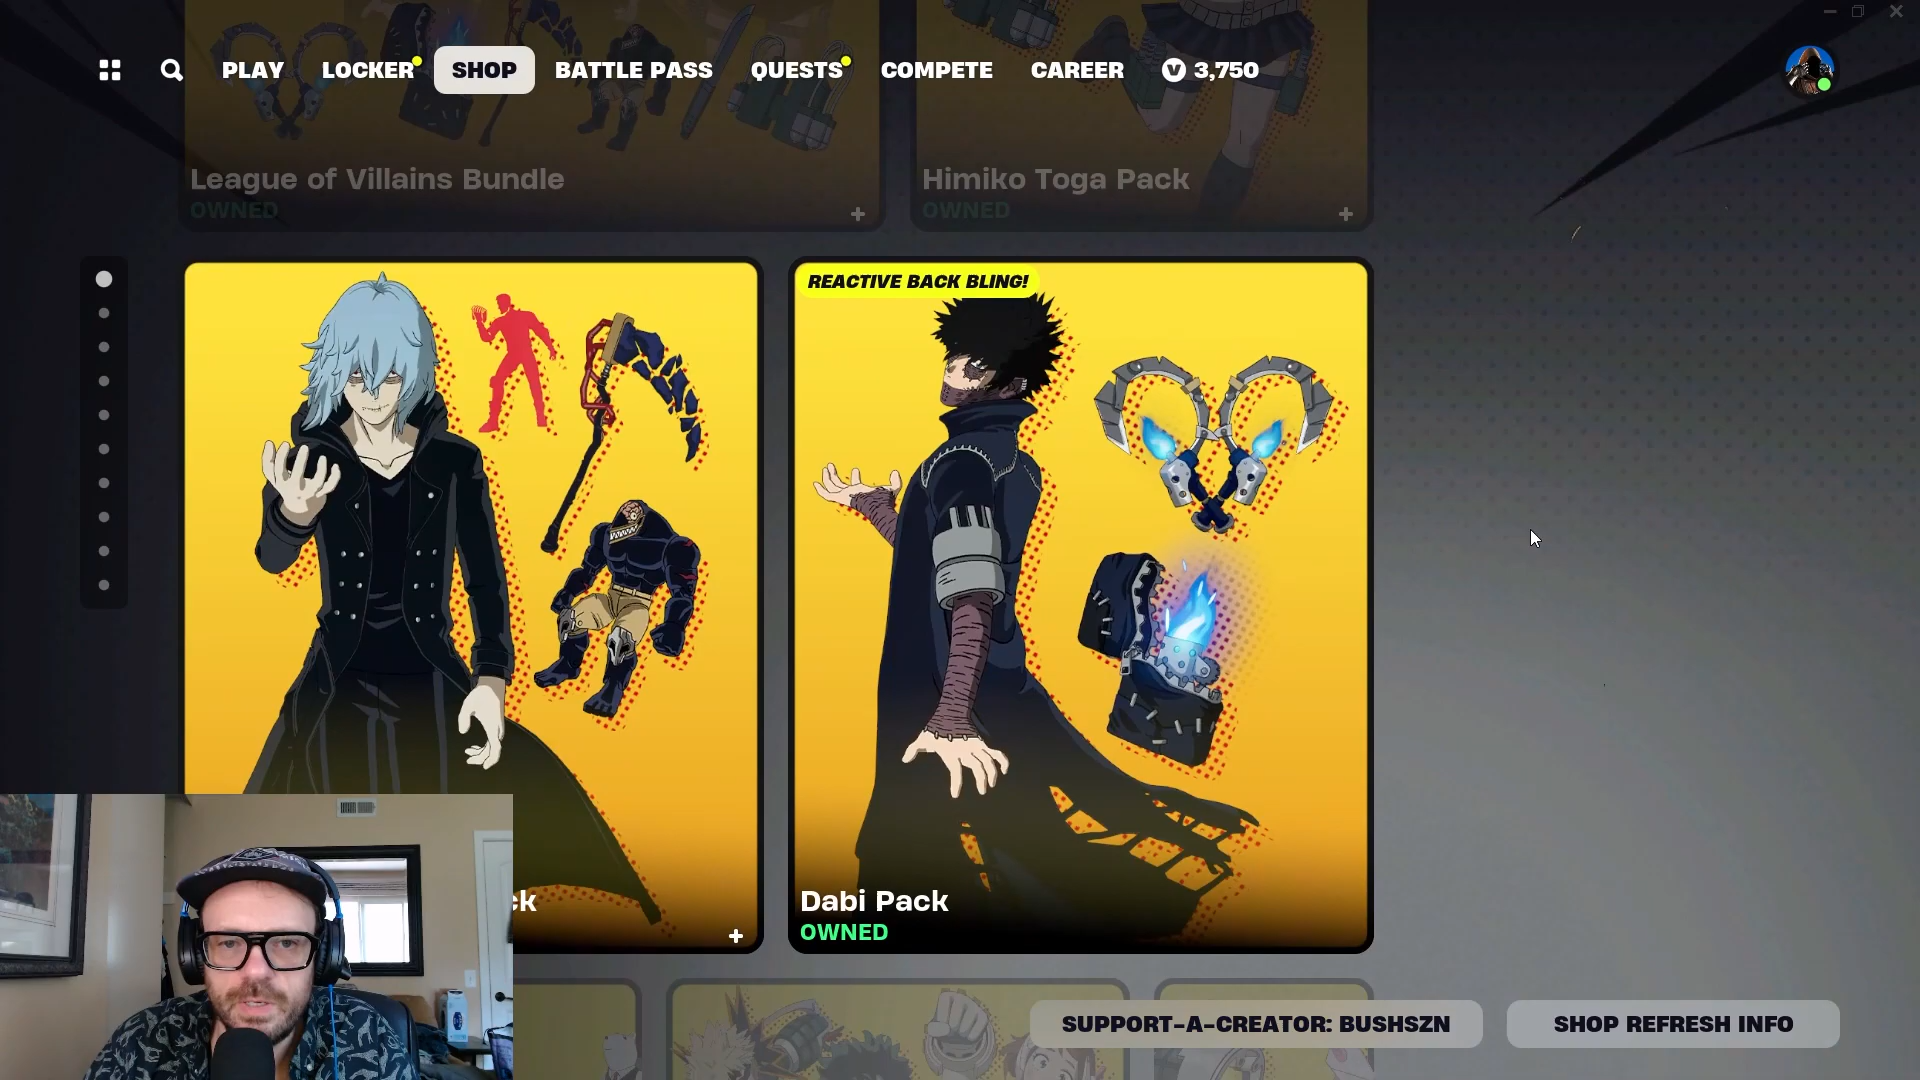 PLAY LOCKER SHOP BATTLE PASS QUESTS COMPETE CAREER V 3,750
League of Villains Bundle
OWNED
Himiko Toga Pack
OWNED
REACTIVE BACK BLING!
ck
Dabi Pack
OWNED
SUPPORT-A-CREATOR: BUSHSZN
SHOP REFRESH INFO